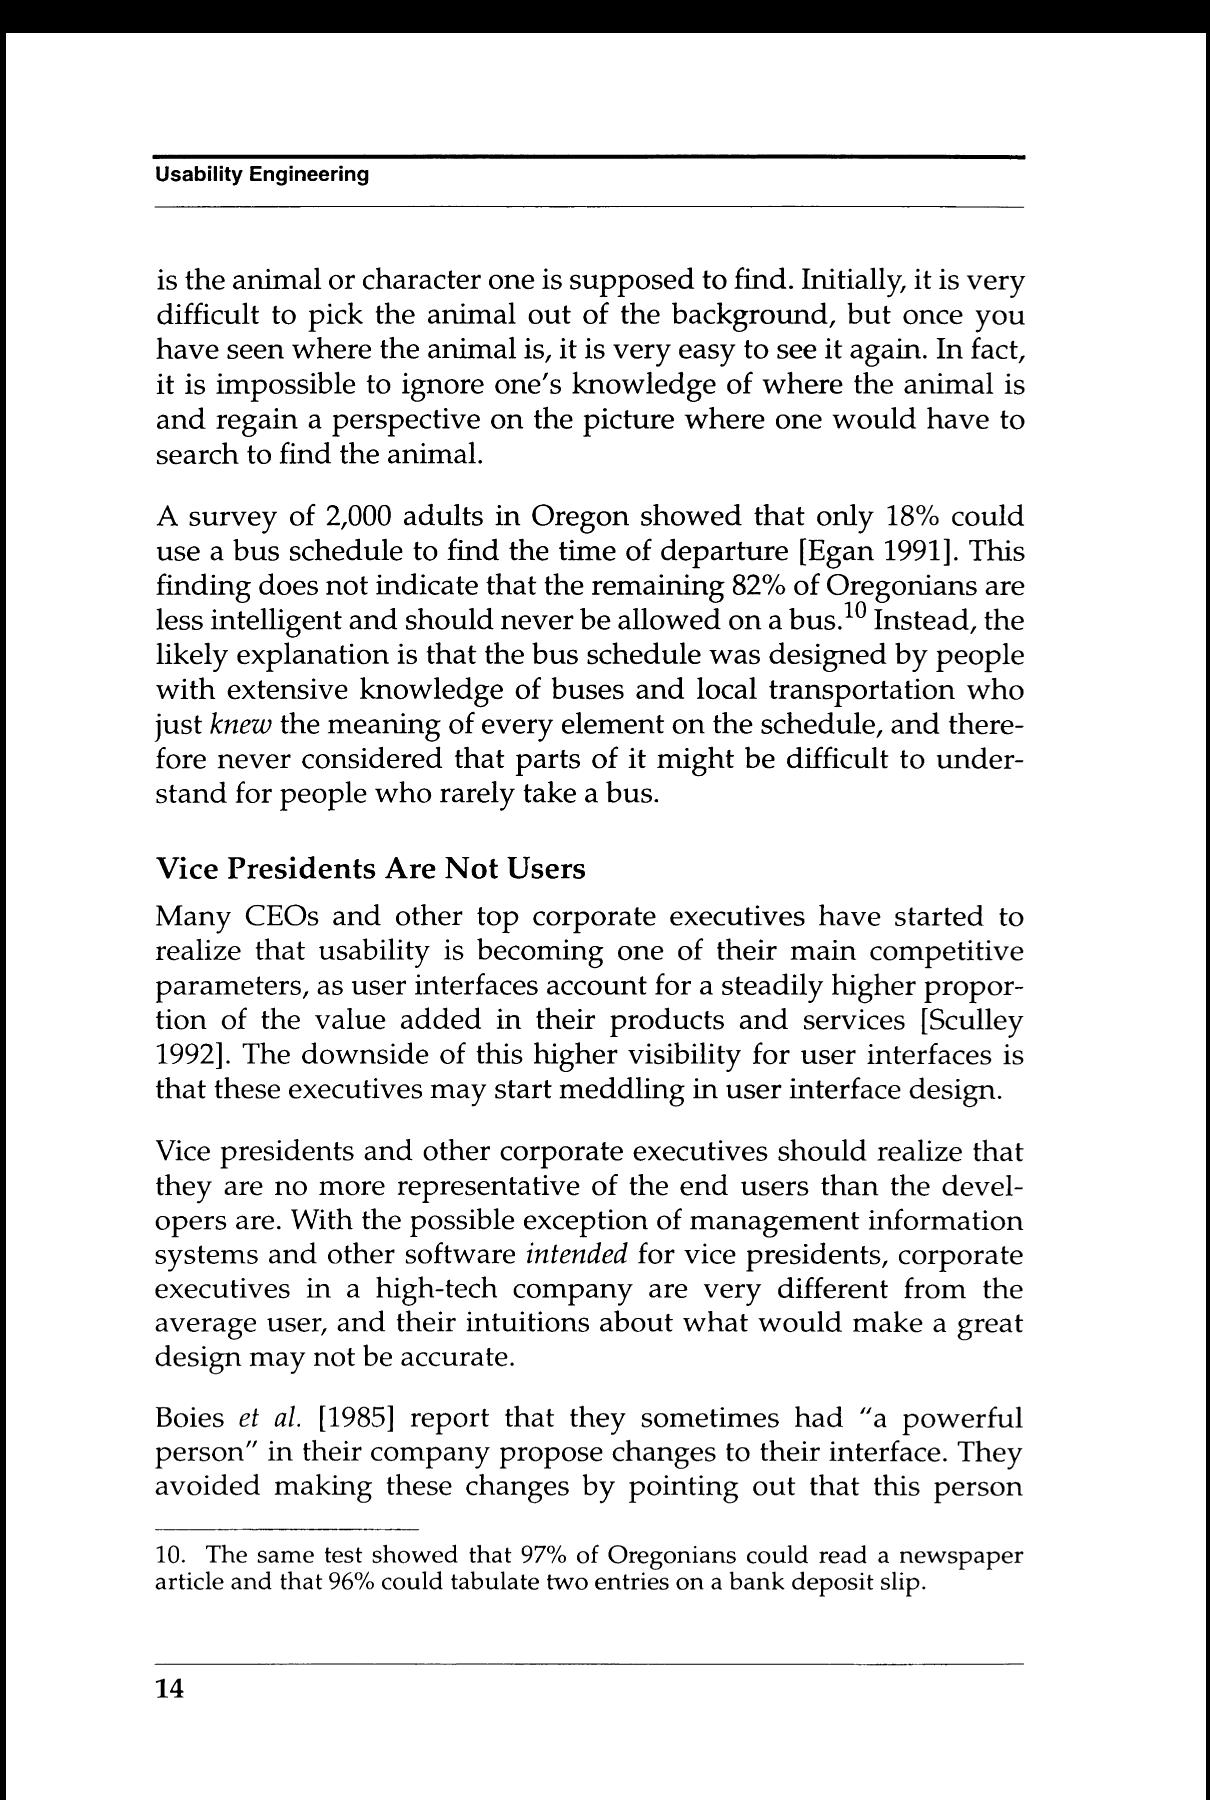 Usability Engineering
is the animal or character one is supposed to find. Initially, it is very
difficult to pick the animal out of the background, but once you
have seen where the animal is, it is very easy to see it again. In fact,
it is impossible to ignore one's knowledge of where the animal is
and regain a perspective on the picture where one would have to
search to find the animal.
A survey of 2,000 adults in Oregon showed that only 18% could
use a bus schedule to find the time of departure [Egan 1991]. This
finding does not indicate that the remaining 82% of Oregonians are
less intelligent and should never be allowed on a bus.10 Instead, the
likely explanation is that the bus schedule was designed by people
with extensive knowledge of buses and local transportation who
just knew the meaning of every element on the schedule, and there-
fore never considered that parts of it might be difficult to under-
stand for people who rarely take a bus.
Vice Presidents Are Not Users
Many CEOs and other top corporate executives have started to
realize that usability is becoming one of their main competitive
parameters, as user interfaces account for a steadily higher propor-
tion of the value added in their products and services [Sculley
1992]. The downside of this higher visibility for user interfaces is
that these executives may start meddling in user interface design.
Vice presidents and other corporate executives should realize that
they are no more representative of the end users than the devel-
opers are. With the possible exception of management information
systems and other software intended for vice presidents, corporate
executives in a high-tech company are very different from the
average user, and their intuitions about what would make a great
design may not be accurate.
Boies et al. [1985] report that they sometimes had "a powerful
person" in their company propose changes to their interface. They
avoided making these changes by pointing out that this person
10. The same test showed that 97% of Oregonians could read a newspaper
article and that 96% could tabulate two entries on a bank deposit slip.
14